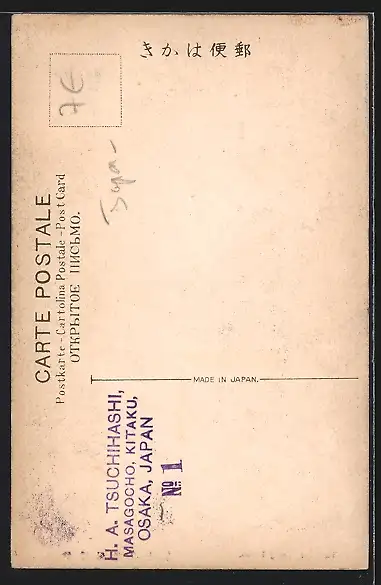 きかは便郵
7€
Japan
CARTE POSTALE
Postkarte - Cartolina Postale - Post Card
ОТКРЫТОЕ ПИСЬМО.
MADE IN JAPAN.
H. A. TSUCHIHASHI,
MASAGOCHO, KITAKU,
OSAKA, JAPAN
№ 1